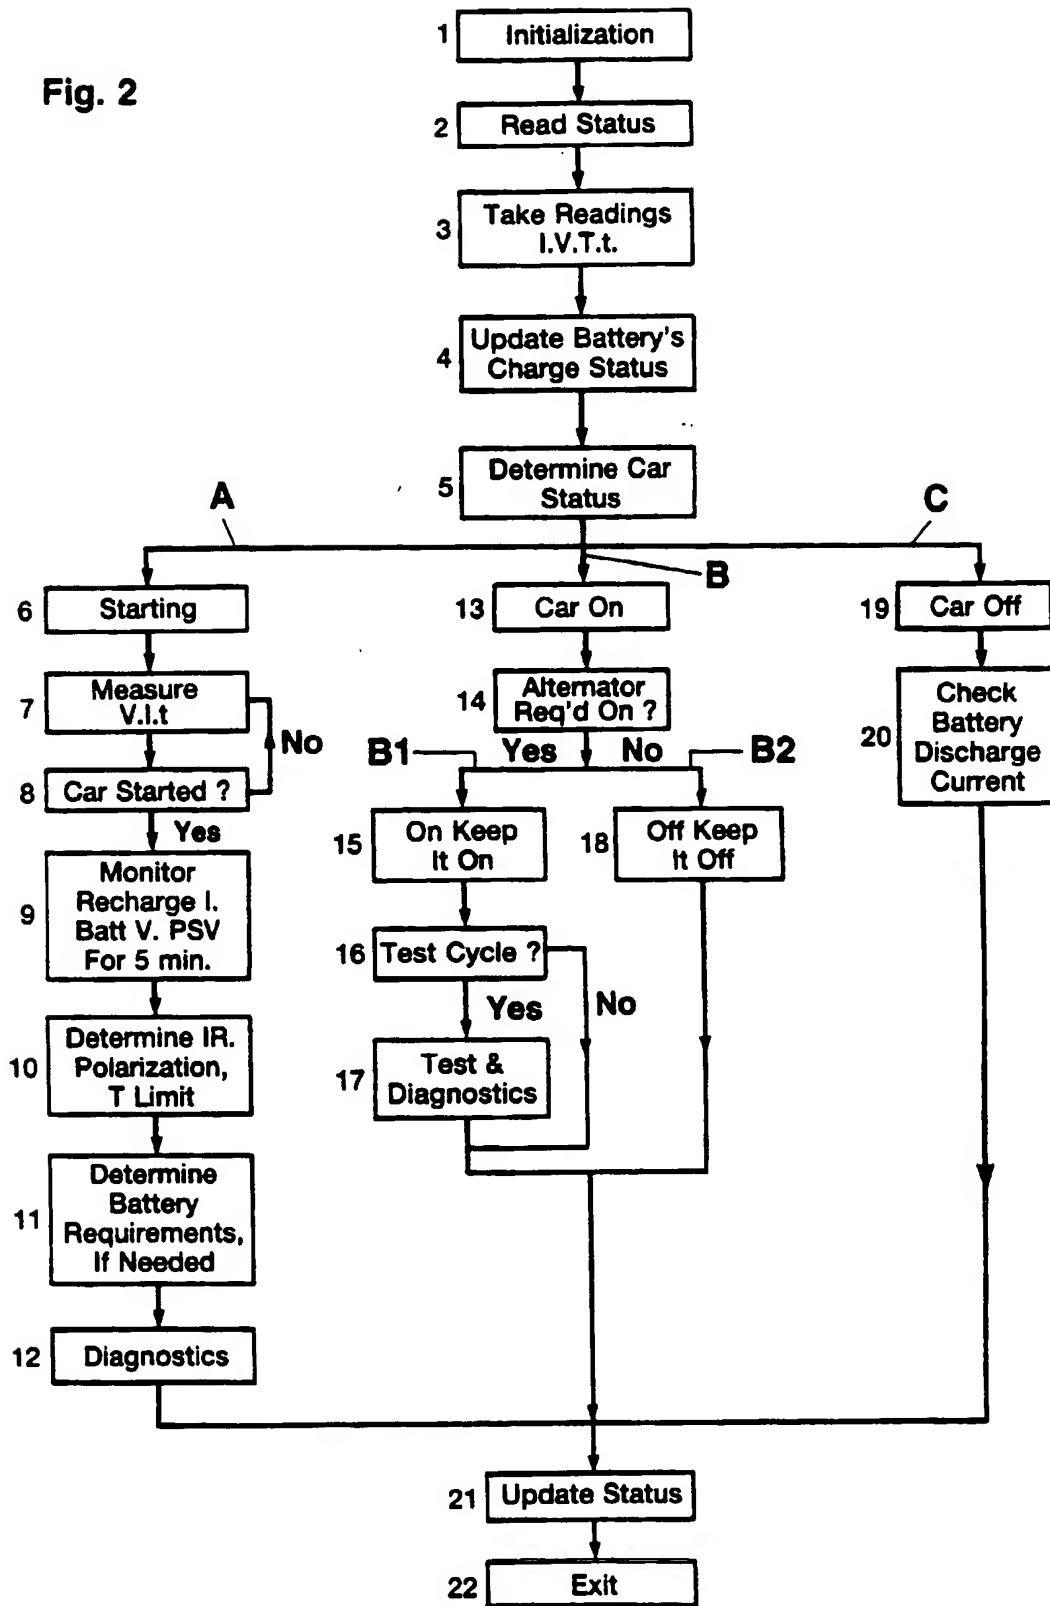 Fig. 2
1 Initialization
2 Read Status
3 Take Readings
I.V.T.t.
4 Update Battery's
Charge Status
5 Determine Car
Status
A
B
C
6 Starting
7 Measure
V.I.t
No
8 Car Started ?
Yes
9 Monitor
Recharge I.
Batt V. PSV
For 5 min.
10 Determine IR.
Polarization,
T Limit
11 Determine
Battery
Requirements,
If Needed
12 Diagnostics
13 Car On
14 Alternator
Req'd On ?
B1 Yes No B2
15 On Keep
It On
16 Test Cycle ?
Yes No
17 Test &
Diagnostics
18 Off Keep
It Off
19 Car Off
20 Check
Battery
Discharge
Current
21 Update Status
22 Exit